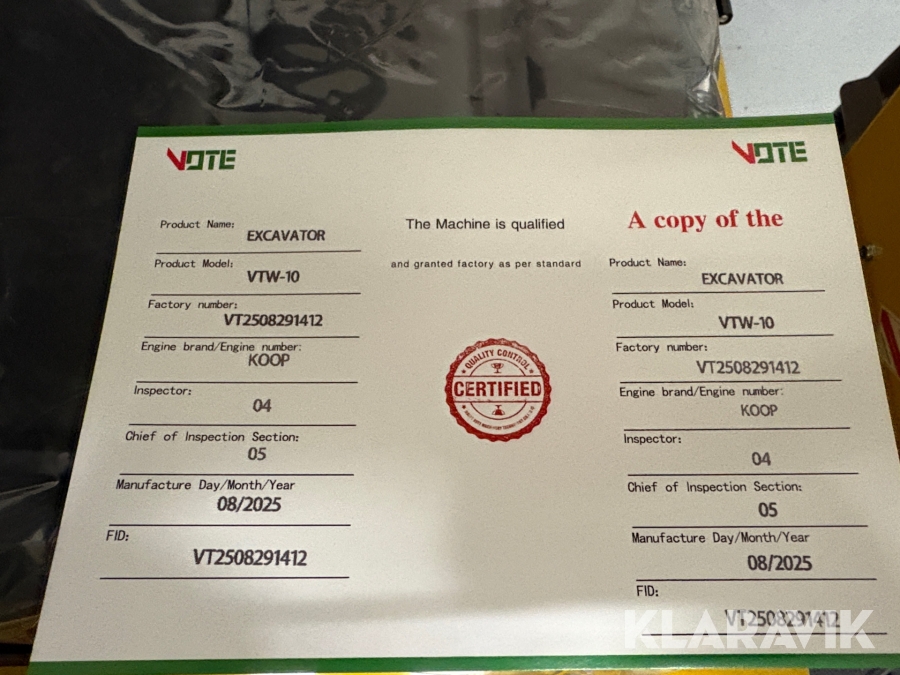 VOTE
Product Name:
EXCAVATOR
Product Model:
VTW-10
Factory number:
VT2508291412
Engine brand/Engine number:
KOOP
Inspector:
04
Chief of Inspection Section:
05
Manufacture Day/Month/Year
08/2025
FID:
VT2508291412
The Machine is qualified
and granted factory as per standard
QUALITY CONTROL
CERTIFIED
VOTE
A copy of the
Product Name:
EXCAVATOR
Product Model:
VTW-10
Factory number:
VT2508291412
Engine brand/Engine number:
KOOP
Inspector:
04
Chief of Inspection Section:
05
Manufacture Day/Month/Year
08/2025
FID:
VT2508291412
KLARAVIK